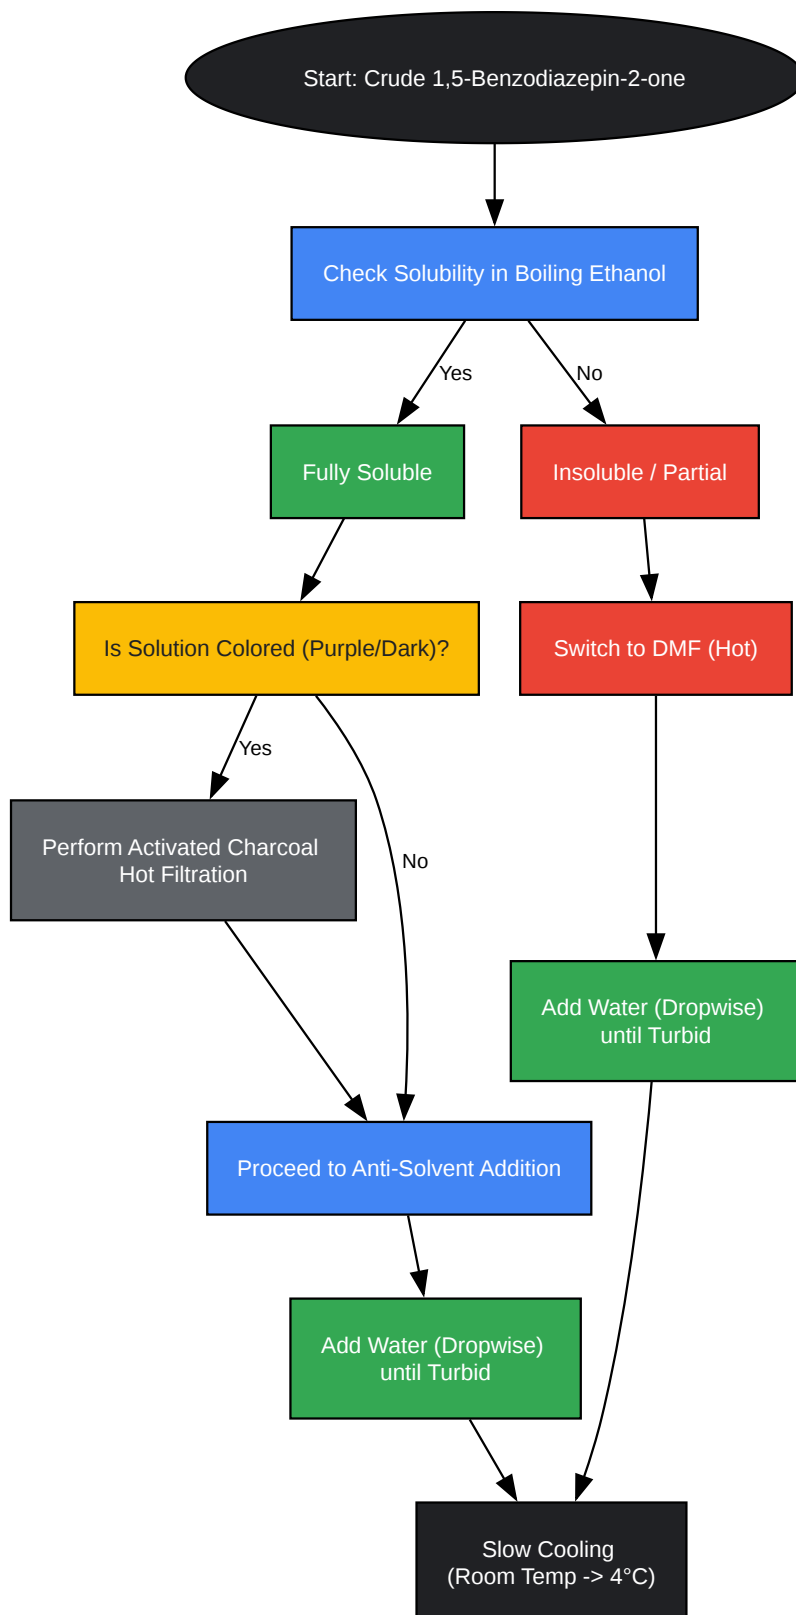 Start: Crude 1,5-Benzodiazepin-2-one
Check Solubility in Boiling Ethanol
Yes
No
Fully Soluble
Insoluble / Partial
Is Solution Colored (Purple/Dark)?
Switch to DMF (Hot)
Yes
Perform Activated Charcoal
Hot Filtration
No
Add Water (Dropwise)
until Turbid
Proceed to Anti-Solvent Addition
Add Water (Dropwise)
until Turbid
Slow Cooling
(Room Temp -> 4°C)